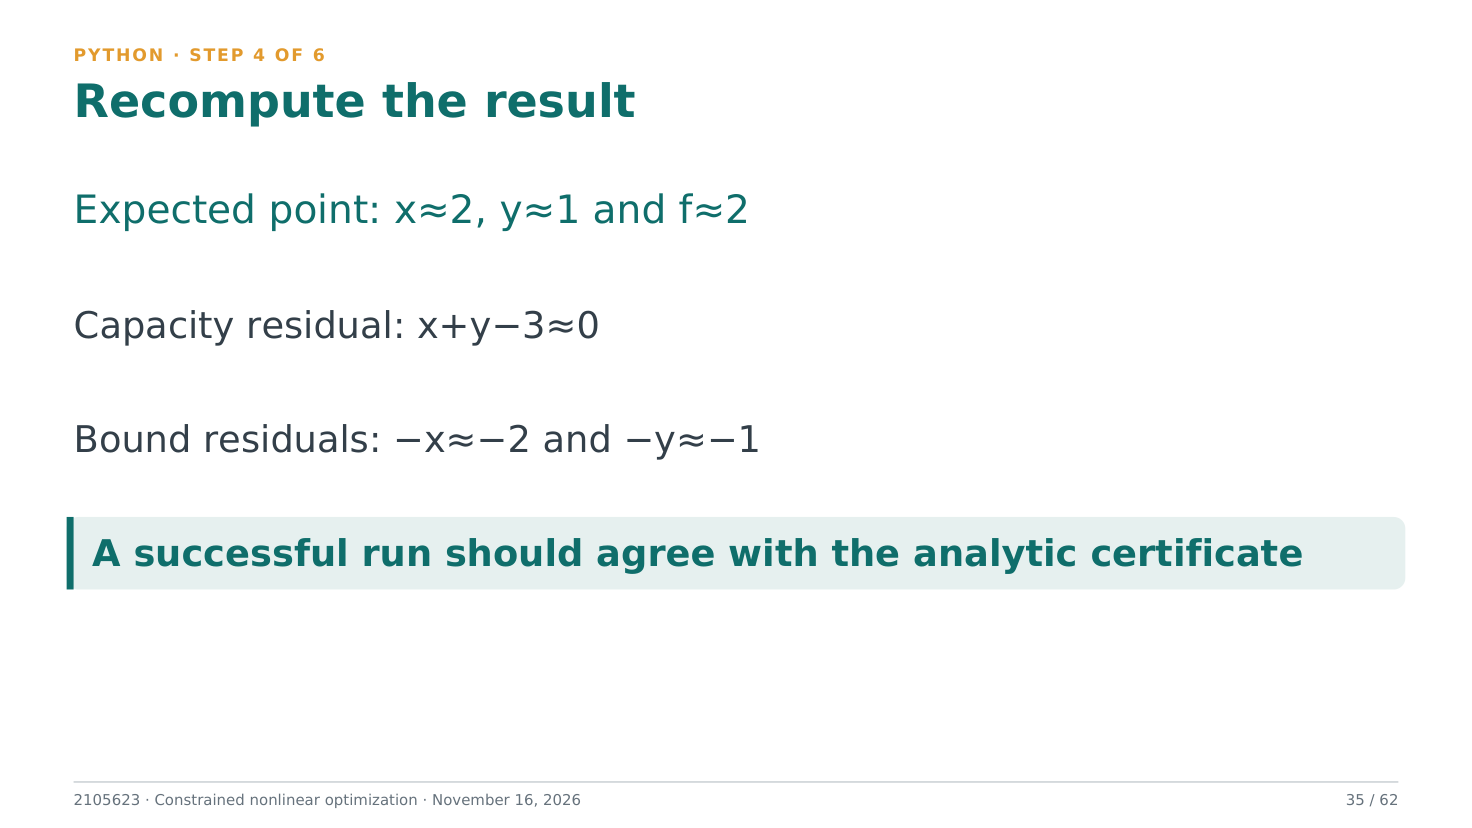 PYTHON · STEP 4 OF 6
Recompute the result
Expected point: x≈2, y≈1 and f≈2
Capacity residual: x+y−3≈0
Bound residuals: −x≈−2 and −y≈−1
A successful run should agree with the analytic certificate
2105623 · Constrained nonlinear optimization · November 16, 2026
35 / 62